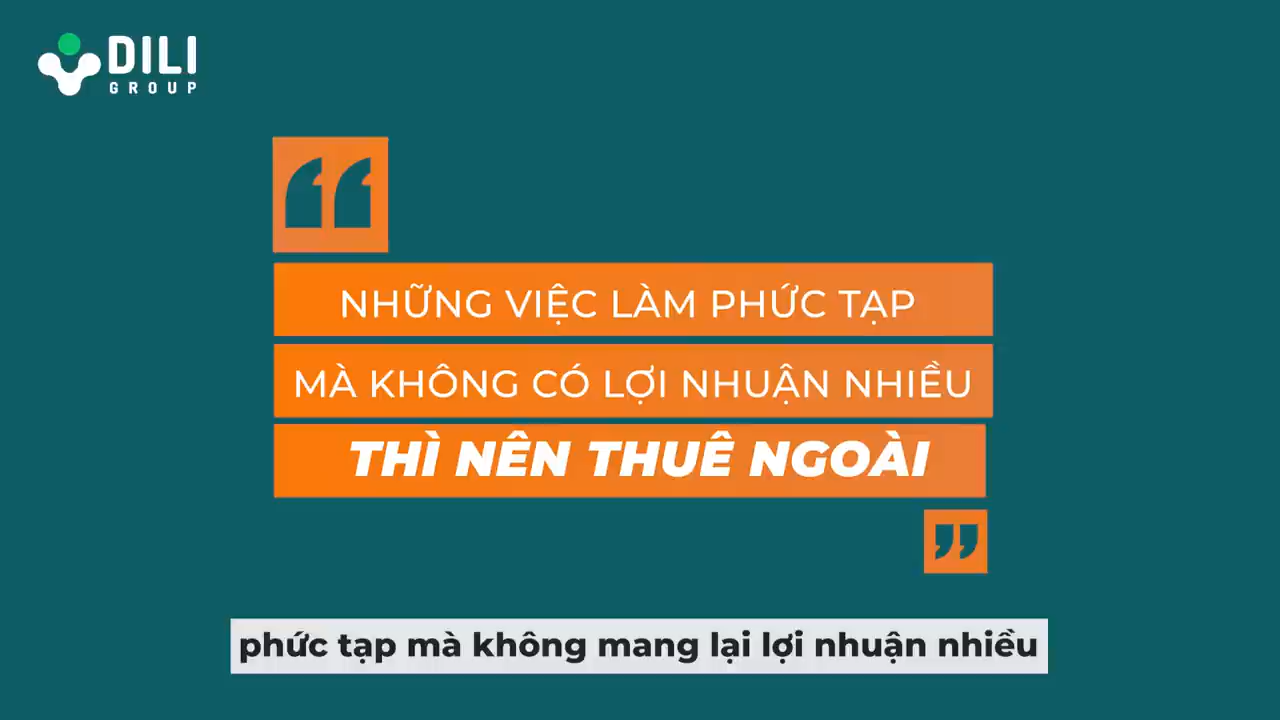 DILI
GROUP
“
NHỮNG VIỆC LÀM PHỨC TẠP
MÀ KHÔNG CÓ LỢI NHUẬN NHIỀU
THÌ NÊN THUÊ NGOÀI
”
phức tạp mà không mang lại lợi nhuận nhiều